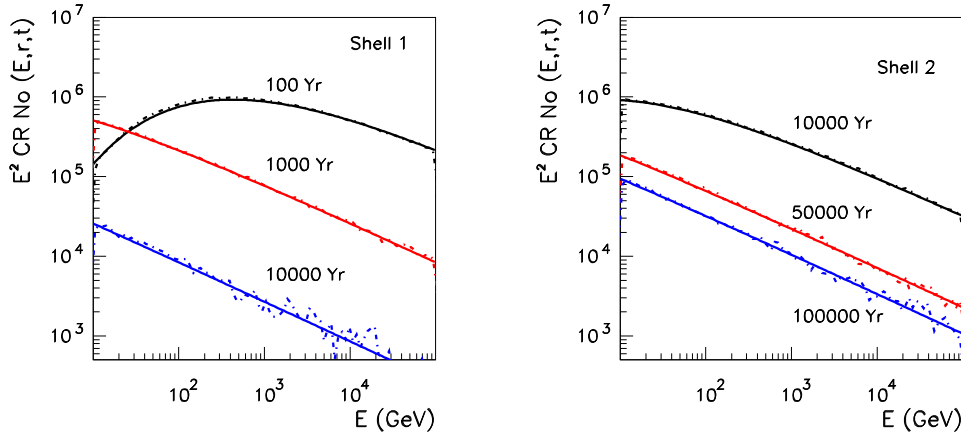 E² CR No (E,r,t)
10⁷
10⁶
10⁵
10⁴
10³
Shell 1
100 Yr
1000 Yr
10000 Yr
10² 10³ 10⁴
E (GeV)
E² CR No (E,r,t)
10⁷
10⁶
10⁵
10⁴
10³
Shell 2
10000 Yr
50000 Yr
100000 Yr
10² 10³ 10⁴
E (GeV)